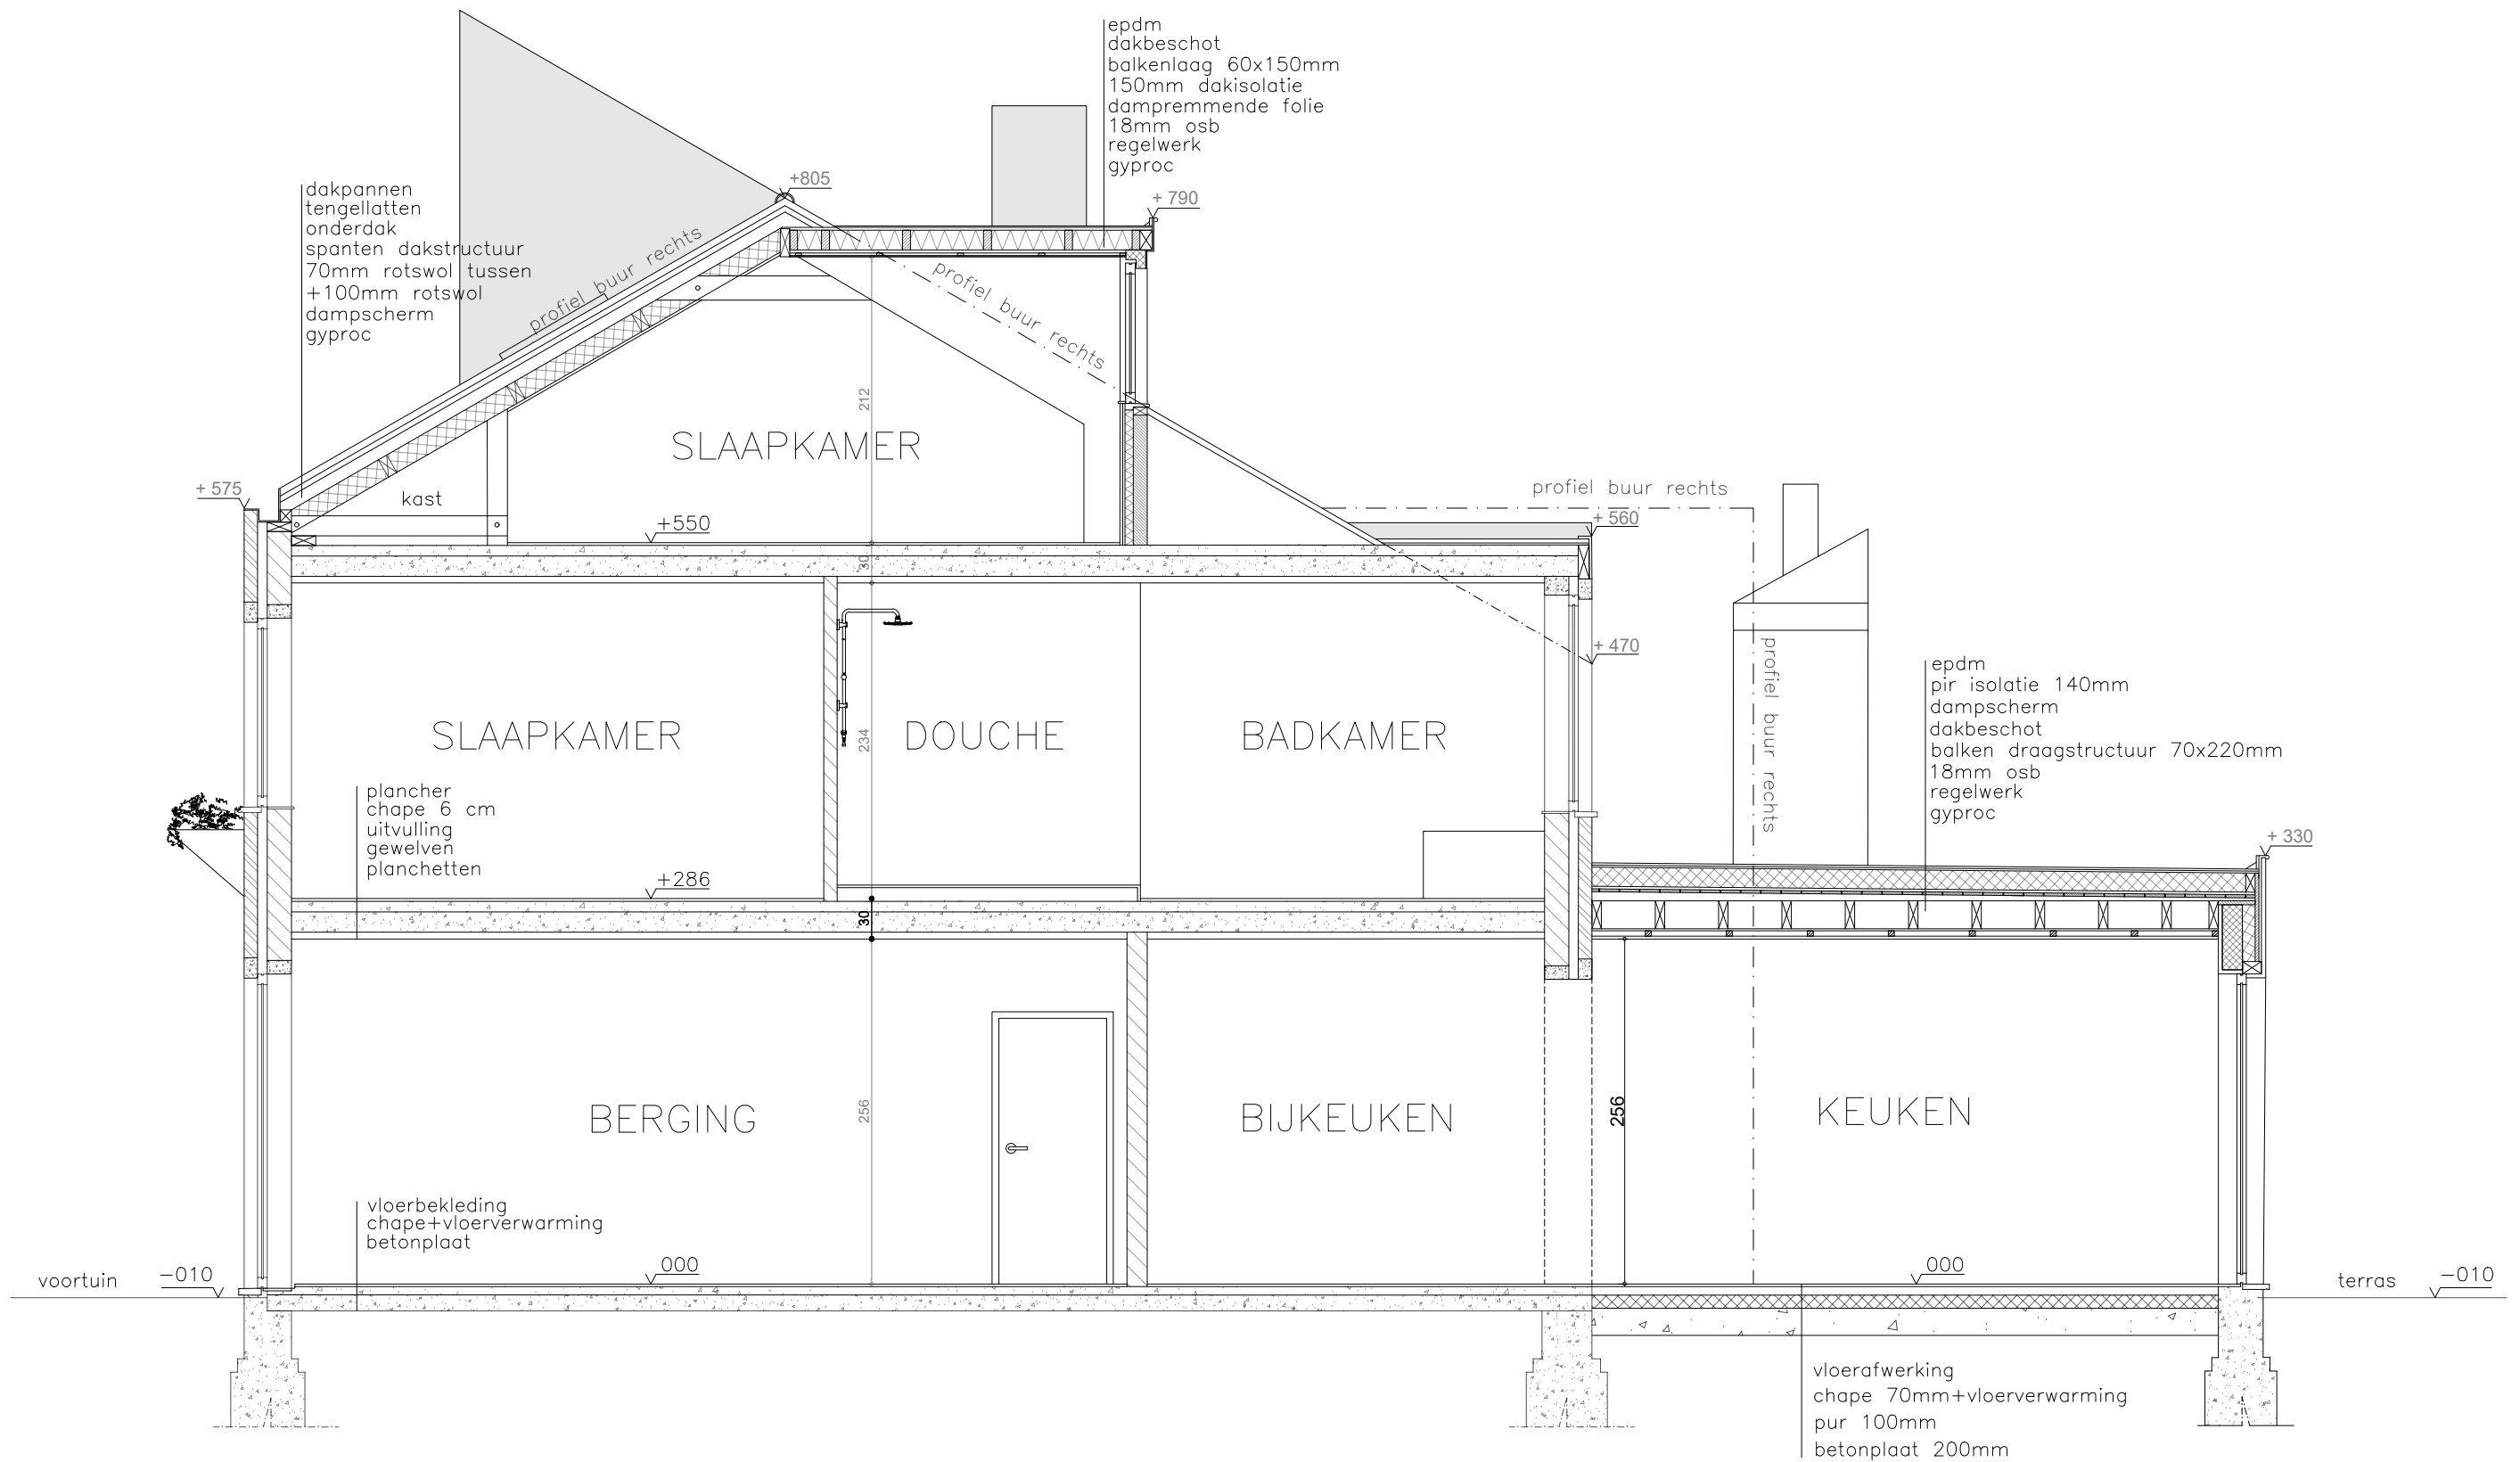 epdm
dakbeschot
balkenlaag 60x150mm
150mm dakisolatie
dampremmende folie
18mm osb
regelwerk
gyproc
+805
+ 790
dakpannen
tengellatten
onderdak
spanten dakstructuur
70mm rotswol tussen
+100mm rotswol
dampscherm
gyproc
profiel buur rechts
profiel buur rechts
212
SLAAPKAMER
kast
+ 575
+550
profiel buur rechts
+ 560
30
+ 470
profiel buur rechts
SLAAPKAMER
234
DOUCHE
BADKAMER
epdm
pir isolatie 140mm
dampscherm
dakbeschot
balken draagstructuur 70x220mm
18mm osb
regelwerk
gyproc
plancher
chape 6 cm
uitvulling
gewelven
planchetten
+286
+ 330
30
BERGING
256
BIJKEUKEN
256
KEUKEN
vloerbekleding
chape+vloerverwarming
betonplaat
voortuin
-010
000
000
terras
-010
vloerafwerking
chape 70mm+vloerverwarming
pur 100mm
betonplaat 200mm